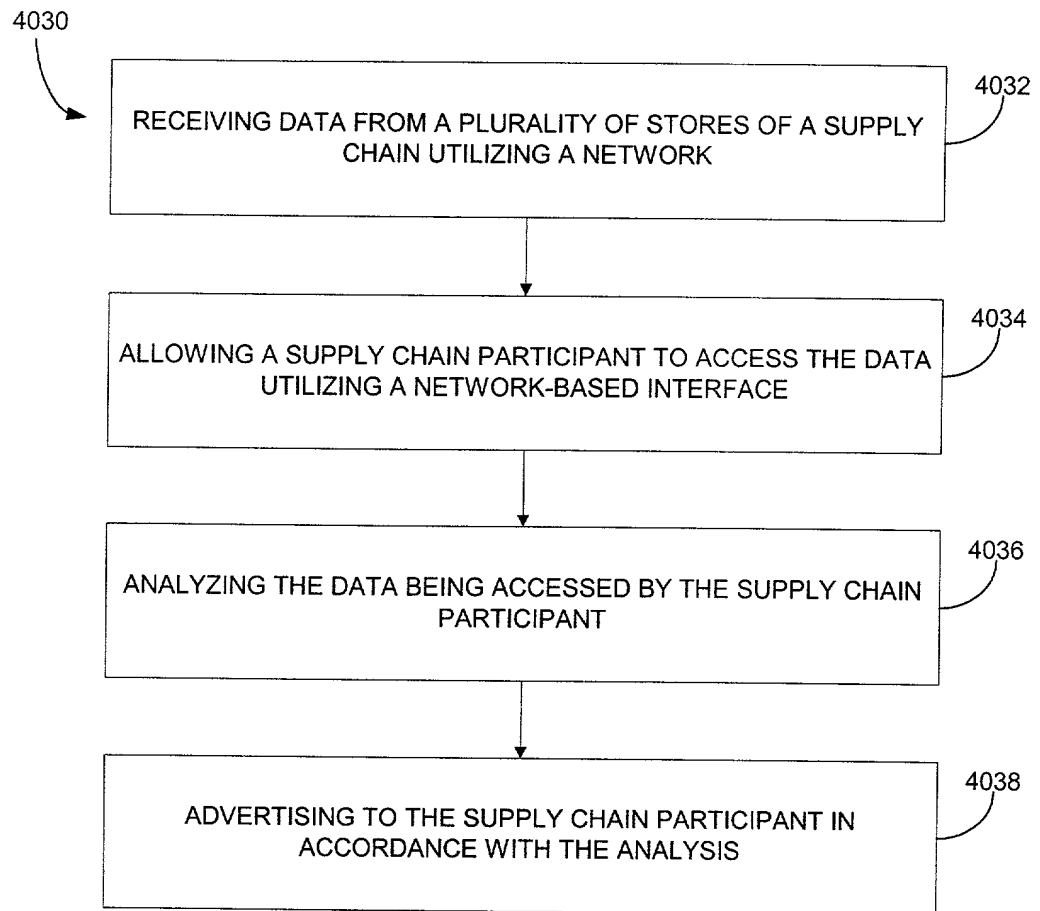 4030
4032
RECEIVING DATA FROM A PLURALITY OF STORES OF A SUPPLY
CHAIN UTILIZING A NETWORK
4034
ALLOWING A SUPPLY CHAIN PARTICIPANT TO ACCESS THE DATA
UTILIZING A NETWORK-BASED INTERFACE
4036
ANALYZING THE DATA BEING ACCESSED BY THE SUPPLY CHAIN
PARTICIPANT
4038
ADVERTISING TO THE SUPPLY CHAIN PARTICIPANT IN
ACCORDANCE WITH THE ANALYSIS